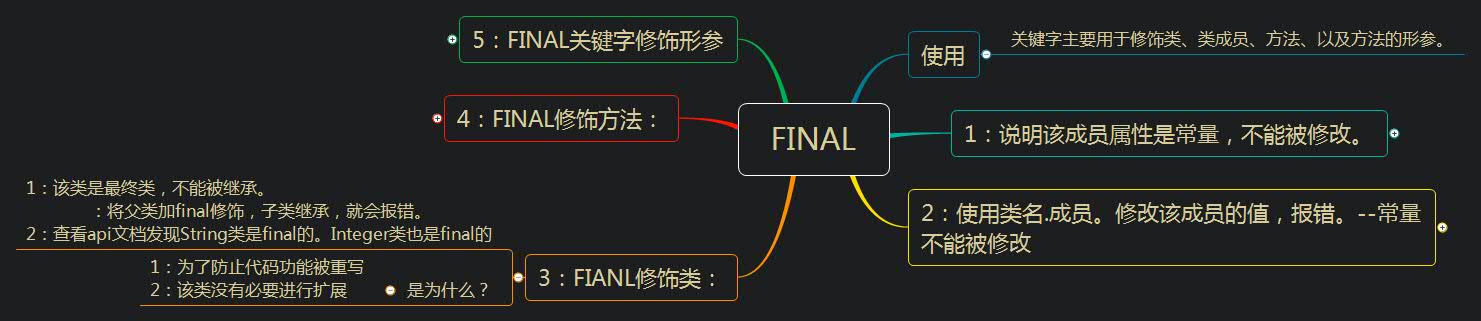 FINAL
使用
关键字主要用于修饰类、类成员、方法、以及方法的形参。
1：说明该成员属性是常量，不能被修改。
2：使用类名.成员。修改该成员的值，报错。--常量
不能被修改
3：FIANL修饰类：
1：该类是最终类，不能被继承。
：将父类加final修饰，子类继承，就会报错。
2：查看api文档发现String类是final的。Integer类也是final的
是为什么？
1：为了防止代码功能被重写
2：该类没有必要进行扩展
4：FINAL修饰方法：
5：FINAL关键字修饰形参